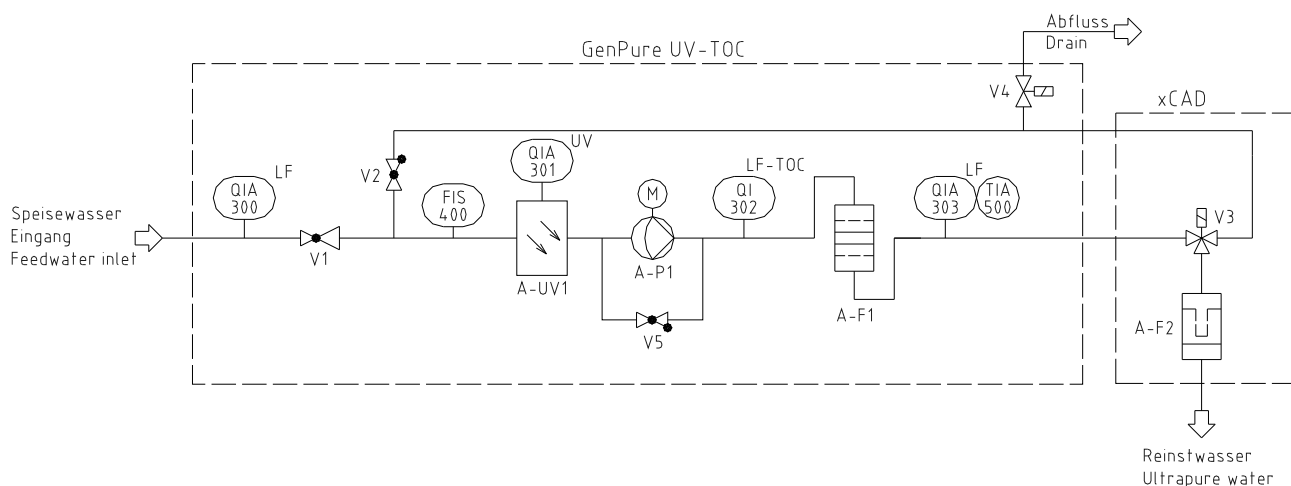 Abfluss
Drain
GenPure UV-TOC
V4
xCAD
UV
QIA
301
LF
QIA
300
V2
FIS
400
M
LF-TOC
QI
302
LF
QIA
303
TIA
500
V3
Speisewasser
Eingang
Feedwater inlet
V1
A-UV1
A-P1
A-F1
V5
A-F2
Reinstwasser
Ultrapure water